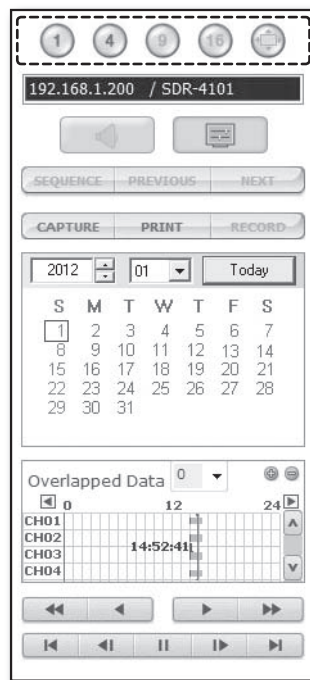 1 4 9 16
192.168.1.200 / SDR-4101
SEQUENCE PREVIOUS NEXT
CAPTURE PRINT RECORD
2012 01 Today
S M T W T F S
1 2 3 4 5 6 7
8 9 10 11 12 13 14
15 16 17 18 19 20 21
22 23 24 25 26 27 28
29 30 31
Overlapped Data 0
0 12 24
CH01
CH02
14:52:41
CH03
CH04